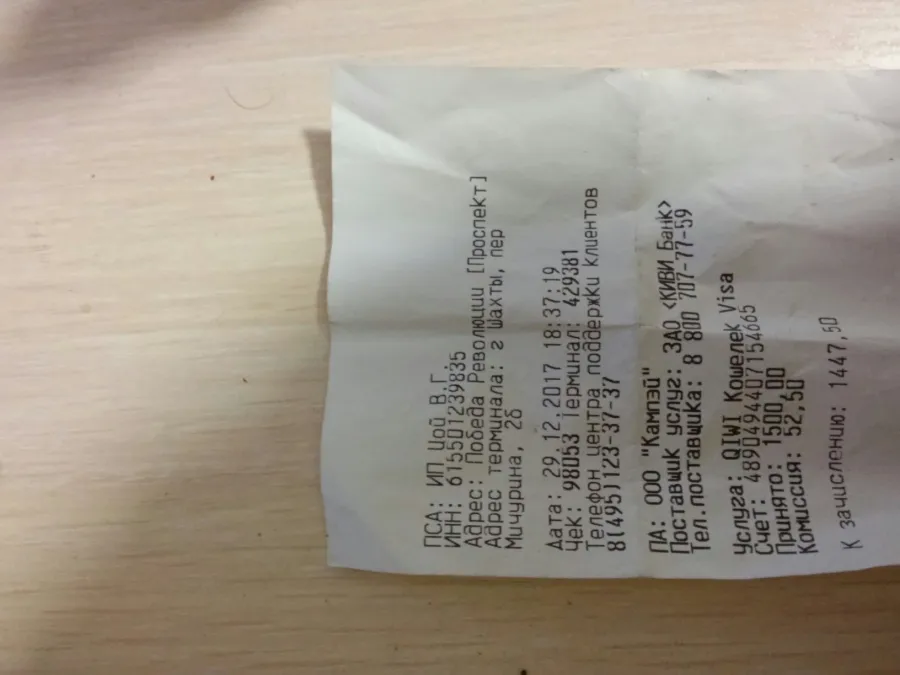 ПСА: ИП Цой В.Г.
ИНН: 615501239835
Адрес: Победа Революции [Проспект]
Адрес терминала: г Шахты, пер
Мичурина, 2б
Дата: 29.12.2017 18:37:19
Чек: 98053 Терминал: 429381
Телефон центра поддержки клиентов
8(495)123-37-37
ПА: ООО "Кампэй"
Поставщик услуг: ЗАО <КИВИ Банк>
Тел.поставщика: 8 800 707-77-59
Услуга: QIWI Кошелек Visa
Счет: 4890494407154665
Принято: 1500,00
Комиссия: 52,50
К зачислению: 1447,50